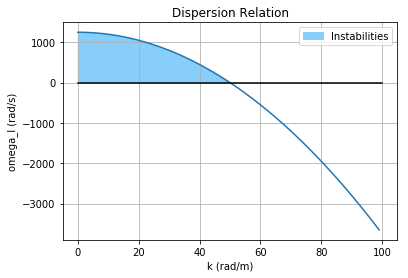 Dispersion Relation
Instabilities
1000
0
−1000
−2000
−3000
omega_I (rad/s)
0 20 40 60 80 100
k (rad/m)